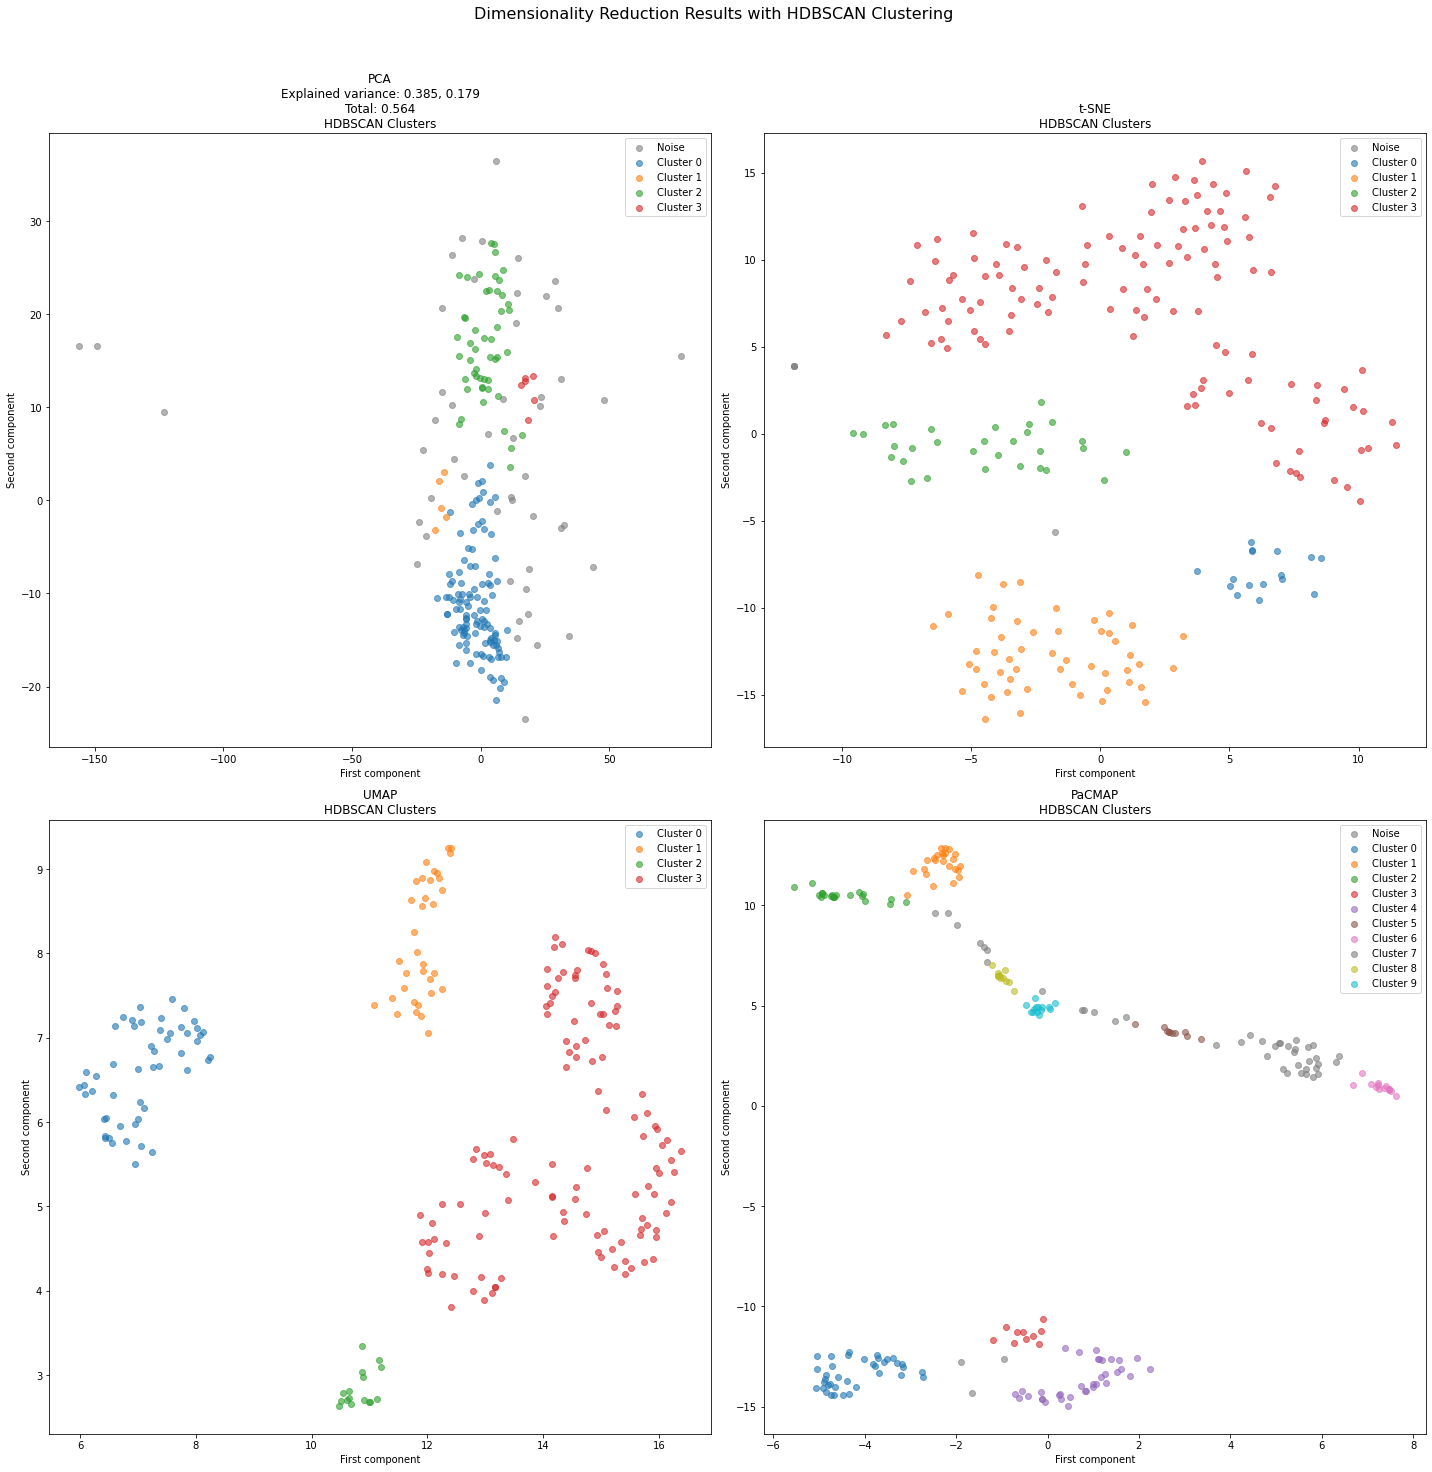 Dimensionality Reduction Results with HDBSCAN Clustering
PCA
Explained variance: 0.385, 0.179
Total: 0.564
HDBSCAN Clusters
Noise
Cluster 0
Cluster 1
Cluster 2
Cluster 3
30
20
10
0
−10
−20
Second component
−150
−100
−50
0
50
First component
t-SNE
HDBSCAN Clusters
Noise
Cluster 0
Cluster 1
Cluster 2
Cluster 3
15
10
5
0
−5
−10
−15
Second component
−10
−5
0
5
10
First component
UMAP
HDBSCAN Clusters
Cluster 0
Cluster 1
Cluster 2
Cluster 3
9
8
7
6
5
4
3
Second component
6
8
10
12
14
16
First component
PaCMAP
HDBSCAN Clusters
Noise
Cluster 0
Cluster 1
Cluster 2
Cluster 3
Cluster 4
Cluster 5
Cluster 6
Cluster 7
Cluster 8
Cluster 9
10
5
0
−5
−10
−15
Second component
−6
−4
−2
0
2
4
6
8
First component